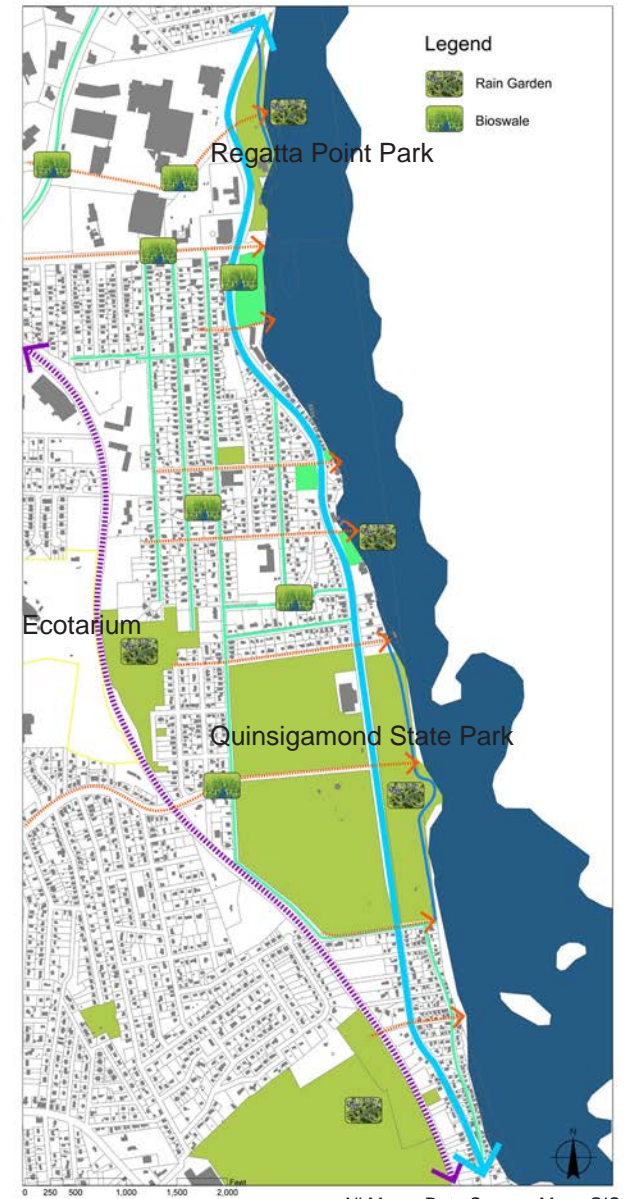 Legend
Rain Garden
Bioswale
Regatta Point Park
Ecotarium
Quinsigamond State Park
N
Feet
0 250 500 1,000 1,500 2,000